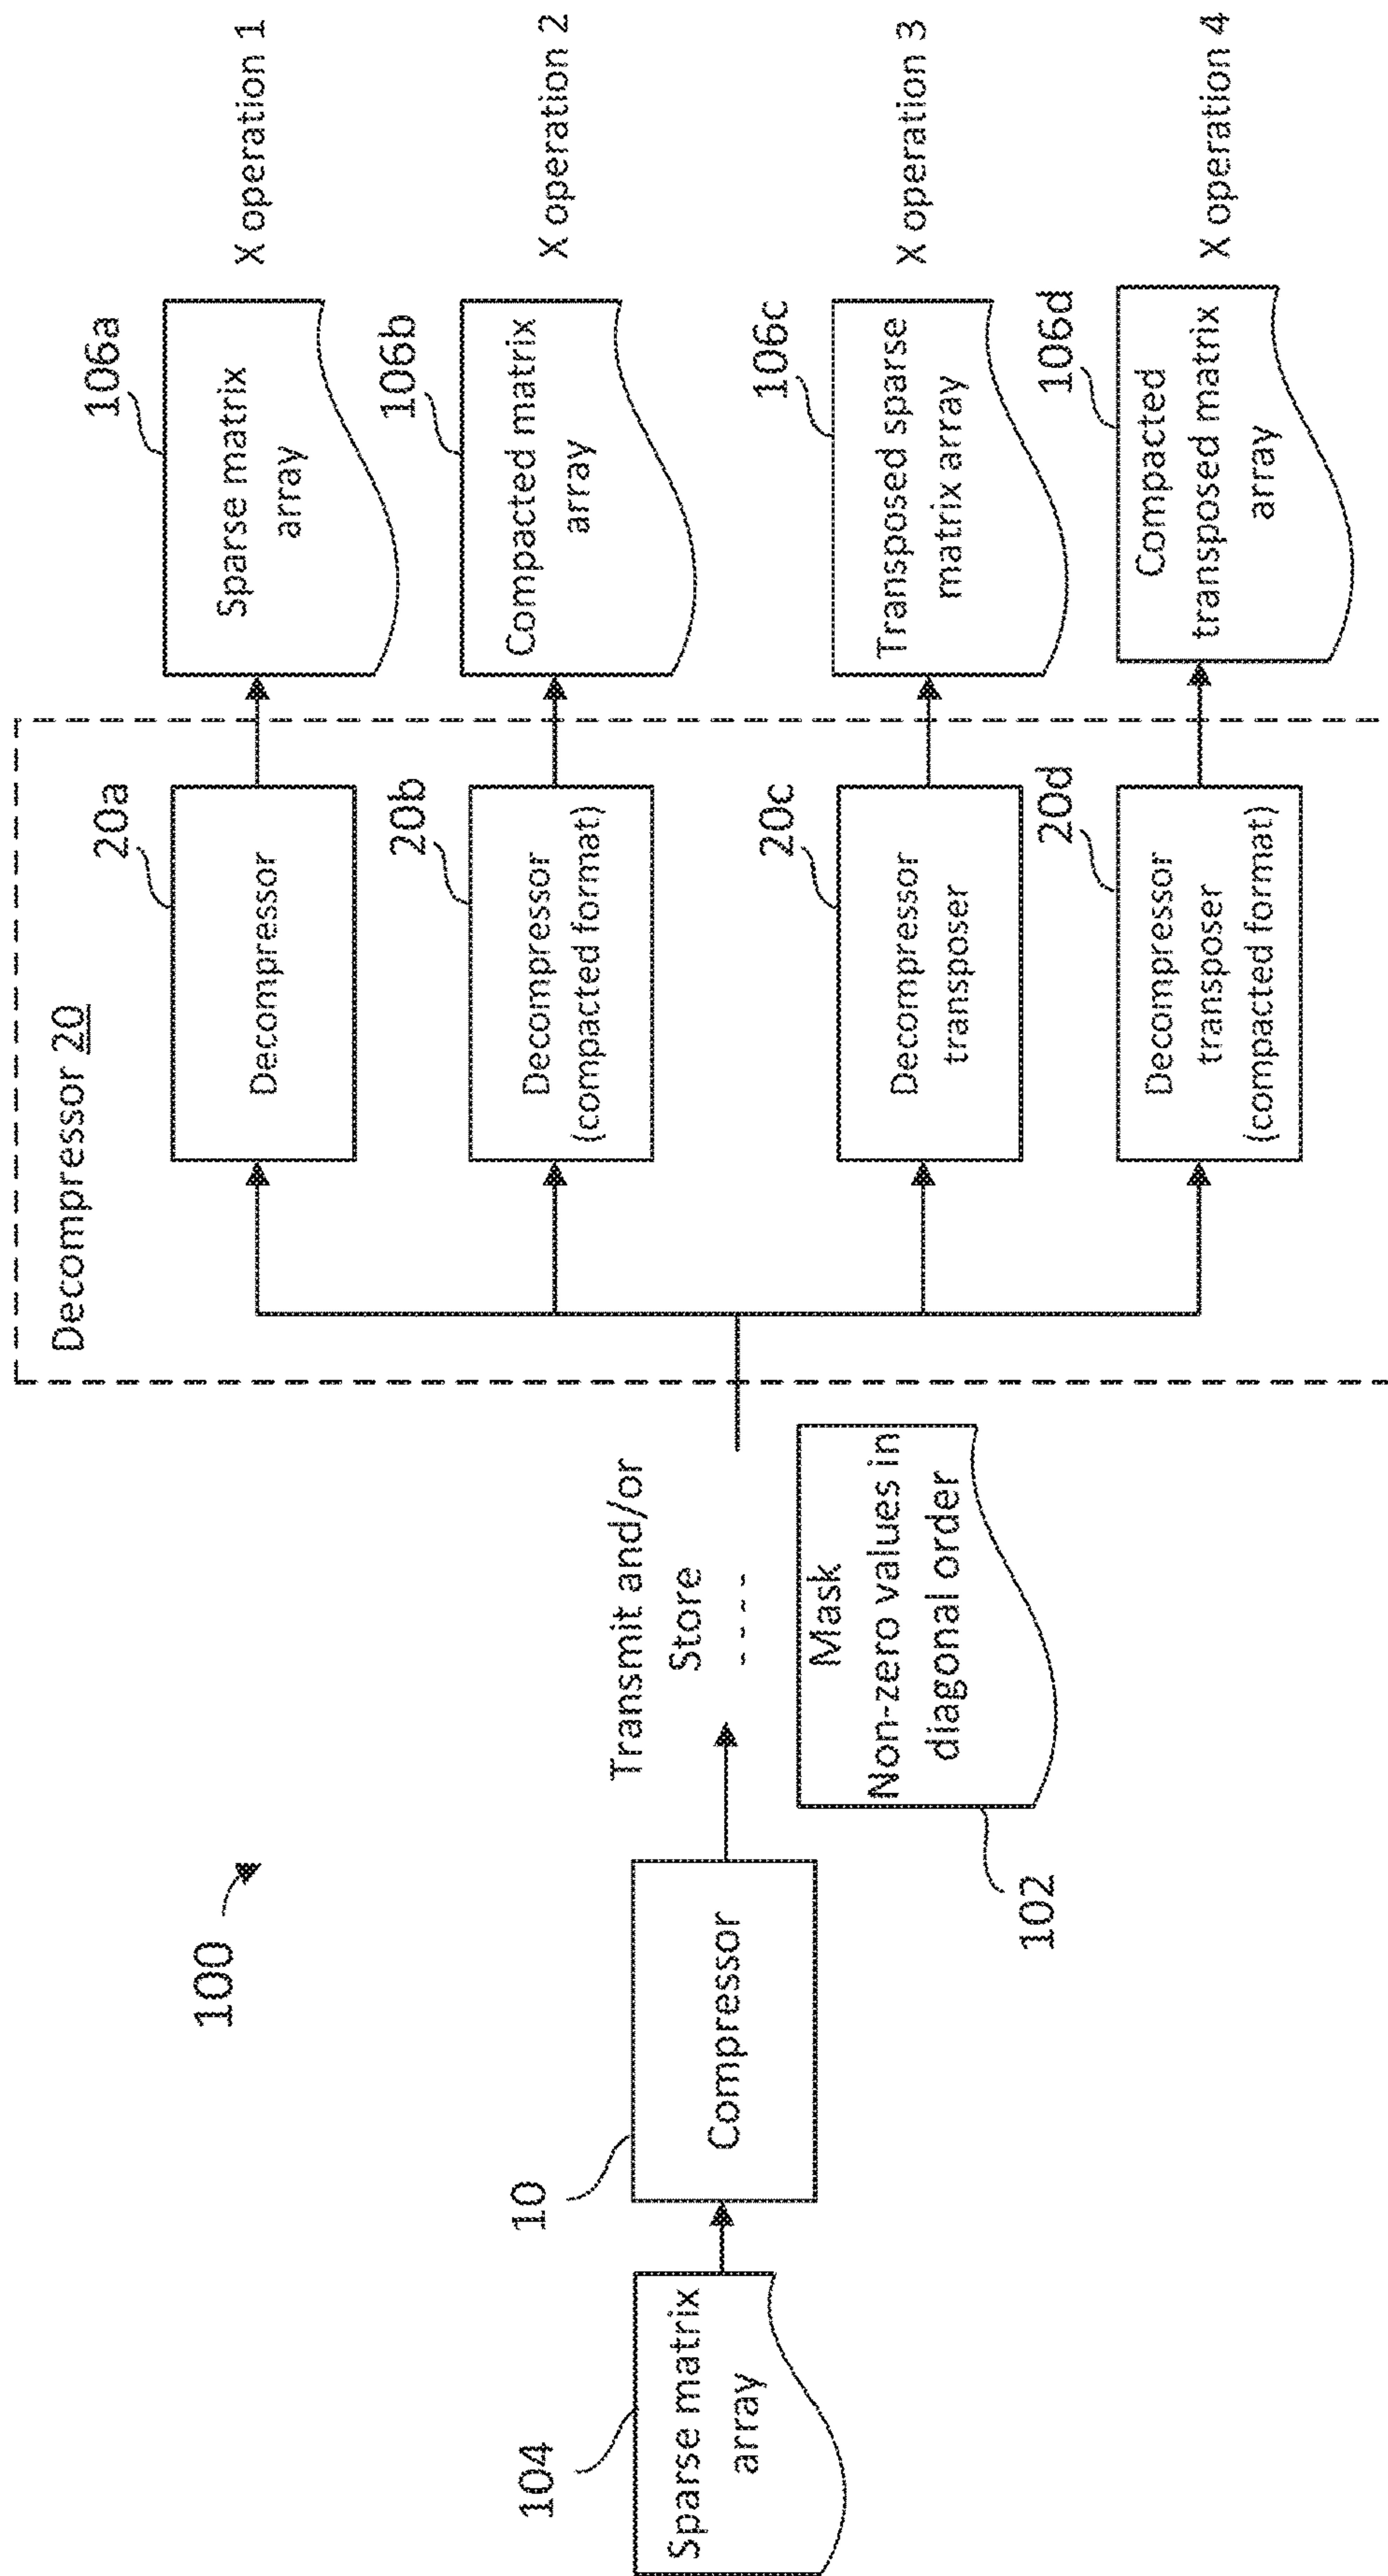 100
104
Sparse matrix
array
10
Compressor
Transmit and/or
Store
102
Mask
Non-zero values in
diagonal order
Decompressor 20
20a
Decompressor
20b
Decompressor
(compacted format)
20c
Decompressor
transposer
20d
Decompressor
transposer
(compacted format)
106a
Sparse matrix
array
X operation 1
106b
Compacted matrix
array
X operation 2
106c
Transposed sparse
matrix array
X operation 3
106d
Compacted
transposed matrix
array
X operation 4